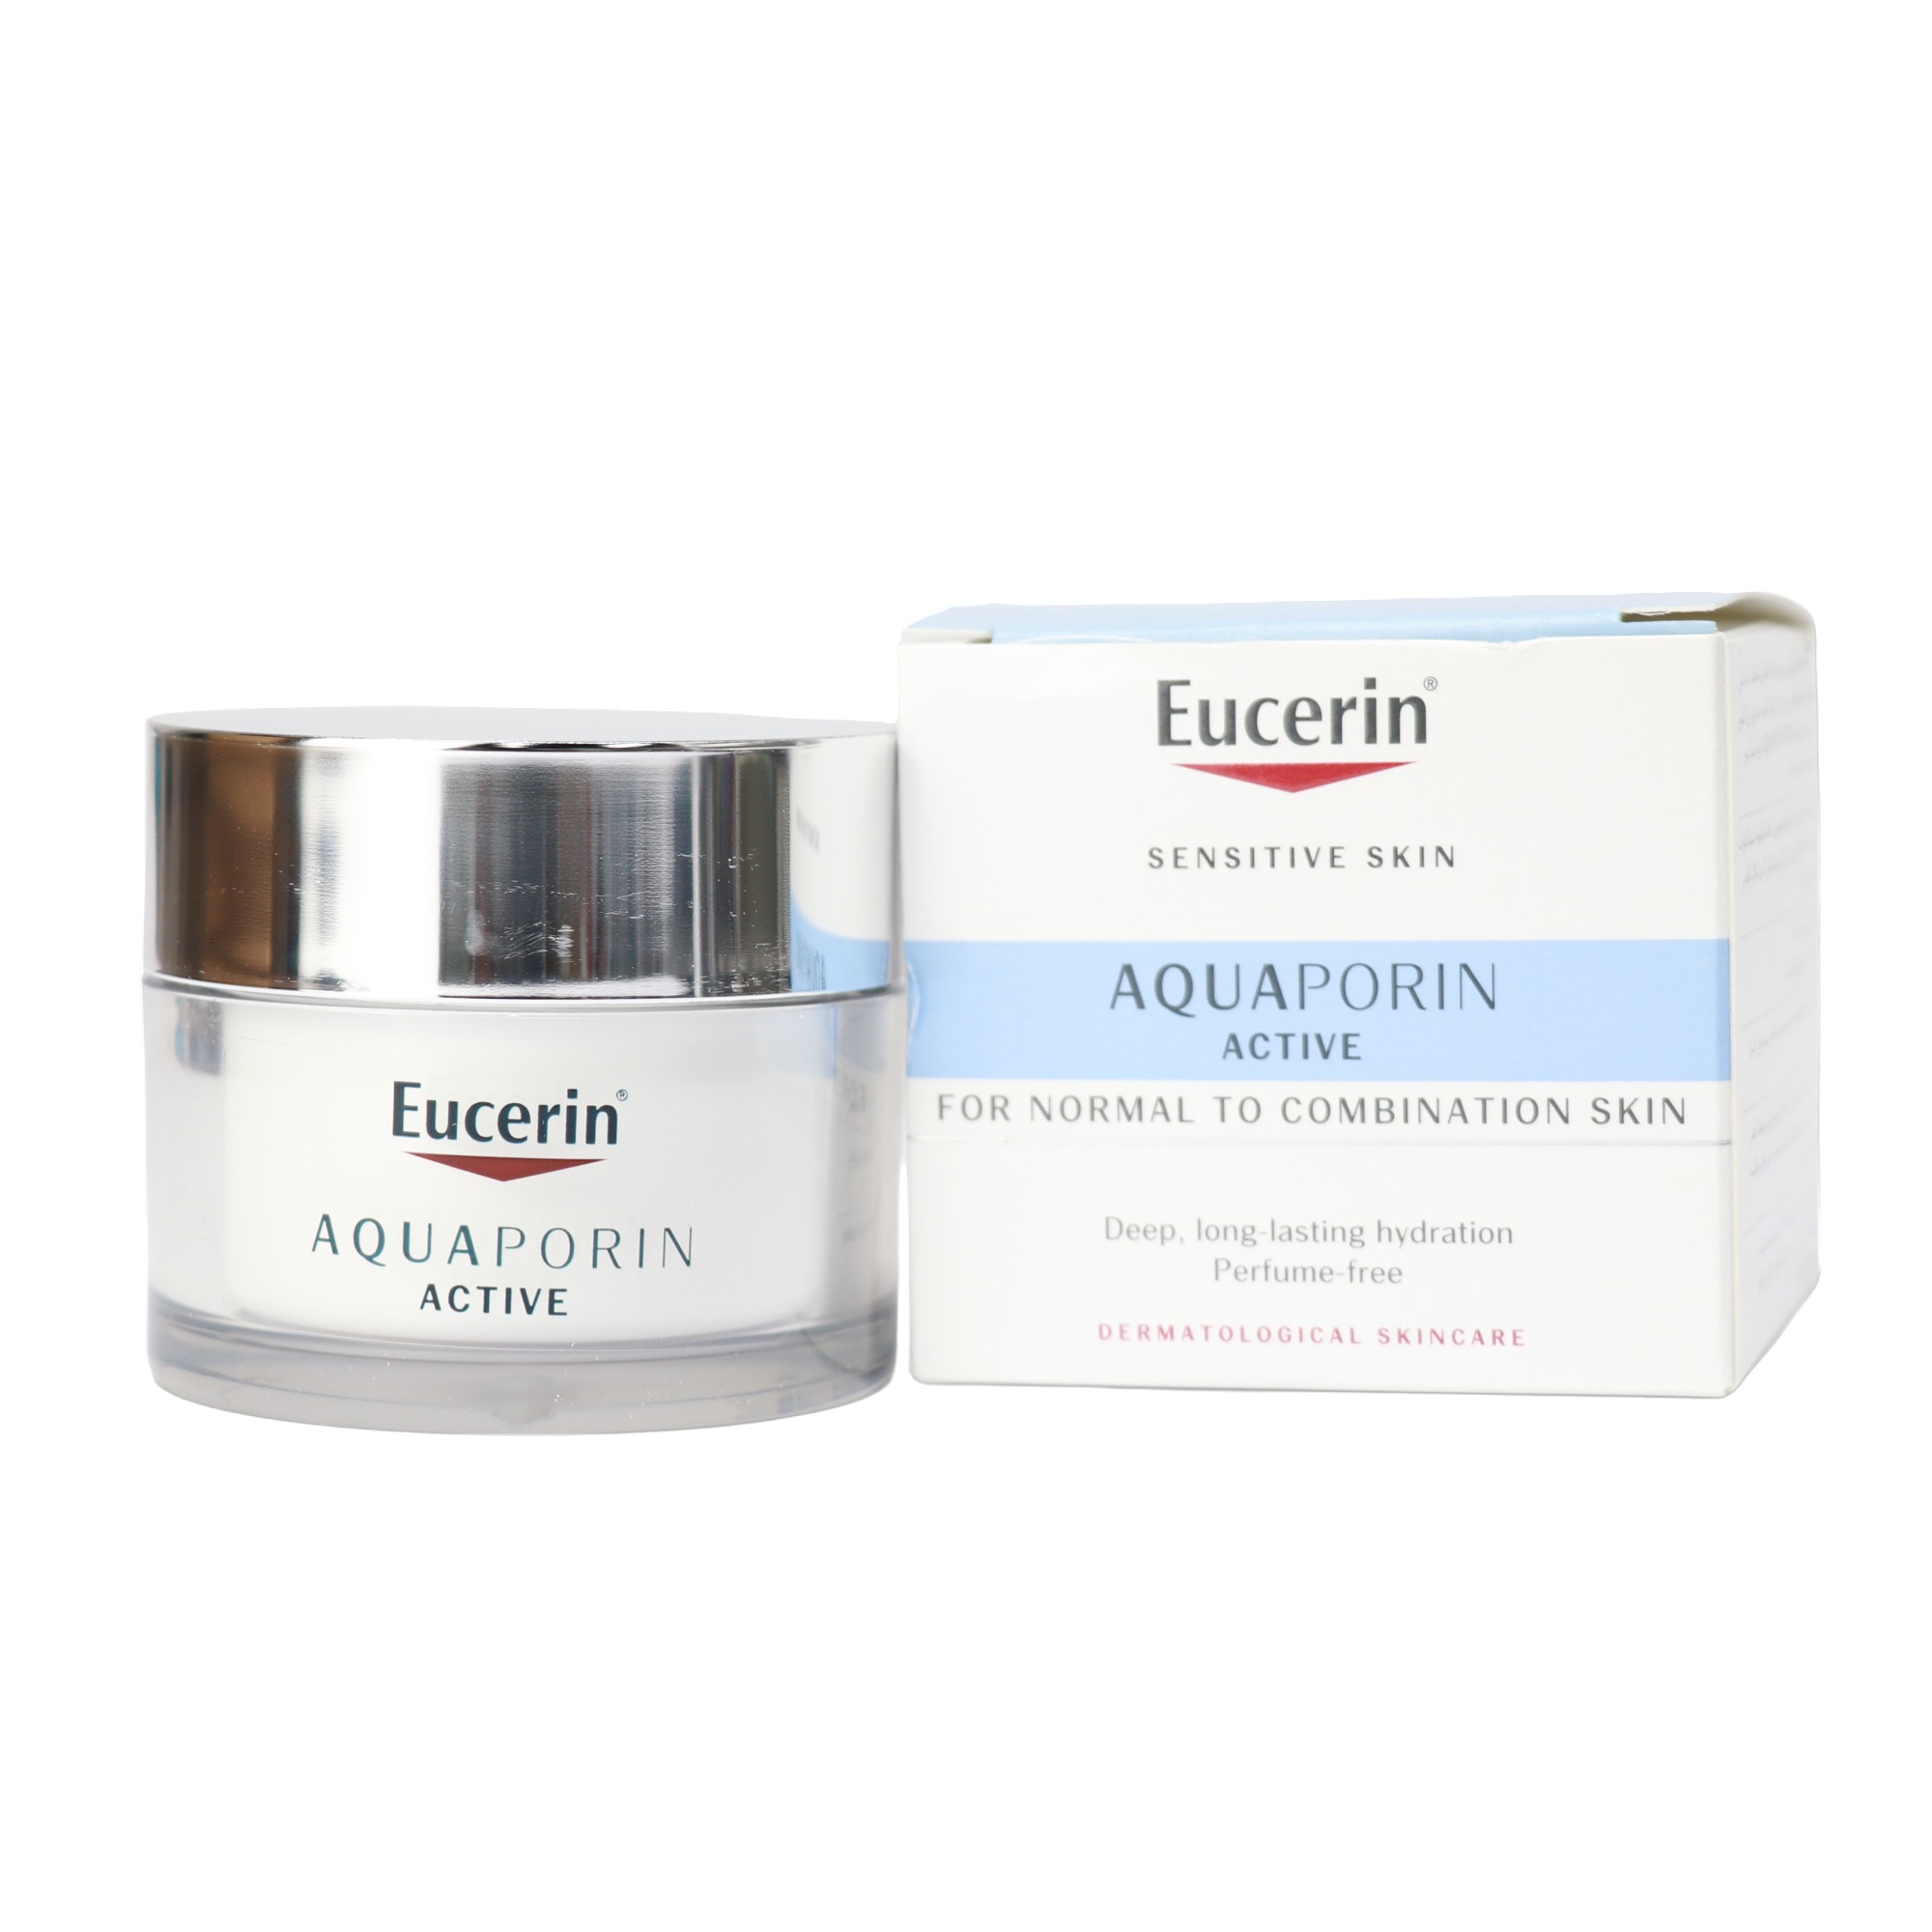 Eucerin®
AQUAPORIN
ACTIVE
Eucerin®
SENSITIVE SKIN
AQUAPORIN
ACTIVE
FOR NORMAL TO COMBINATION SKIN
Deep, long-lasting hydration
Perfume-free
DERMATOLOGICAL SKINCARE